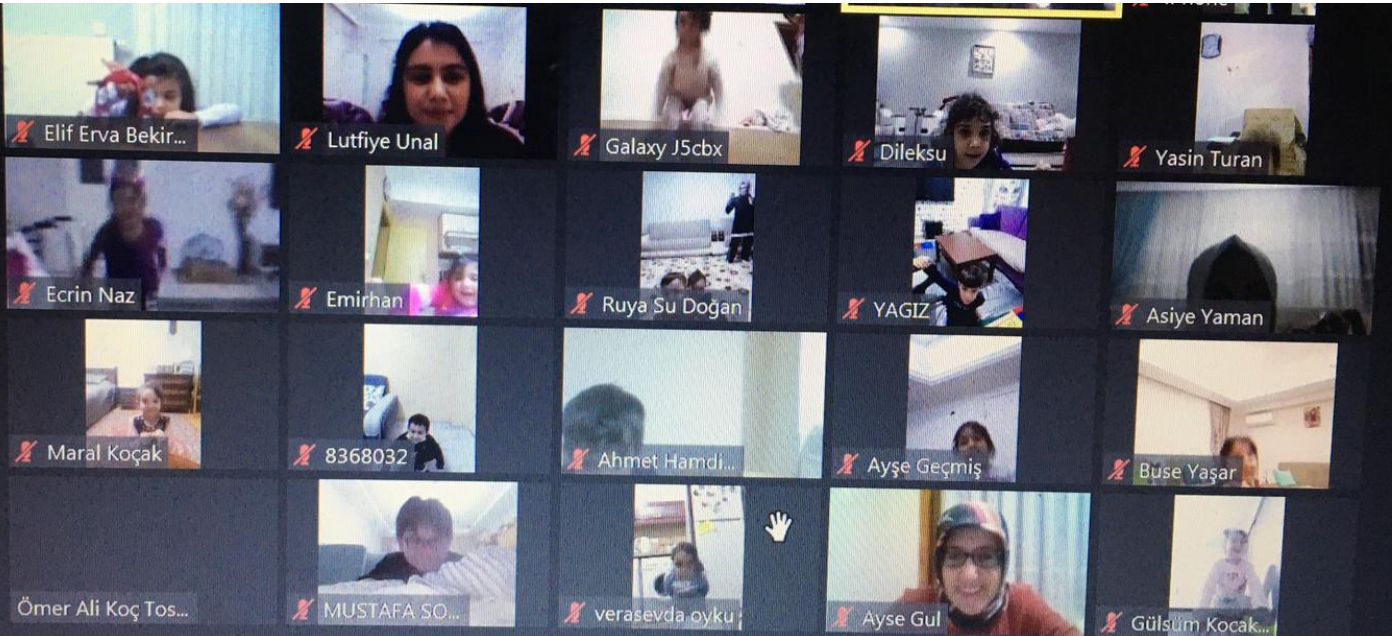 iPhone
Elif Erva Bekir...
Lutfiye Unal
Galaxy J5cbx
Dileksu
Yasin Turan
Ecrin Naz
Emirhan
Ruya Su Doğan
YAGIZ
Asiye Yaman
Maral Koçak
8368032
Ahmet Hamdi...
Ayşe Geçmiş
Buse Yaşar
Ömer Ali Koç Tos...
MUSTAFA SO...
verasevda oyku
Ayse Gul
Gülsüm Kocak...